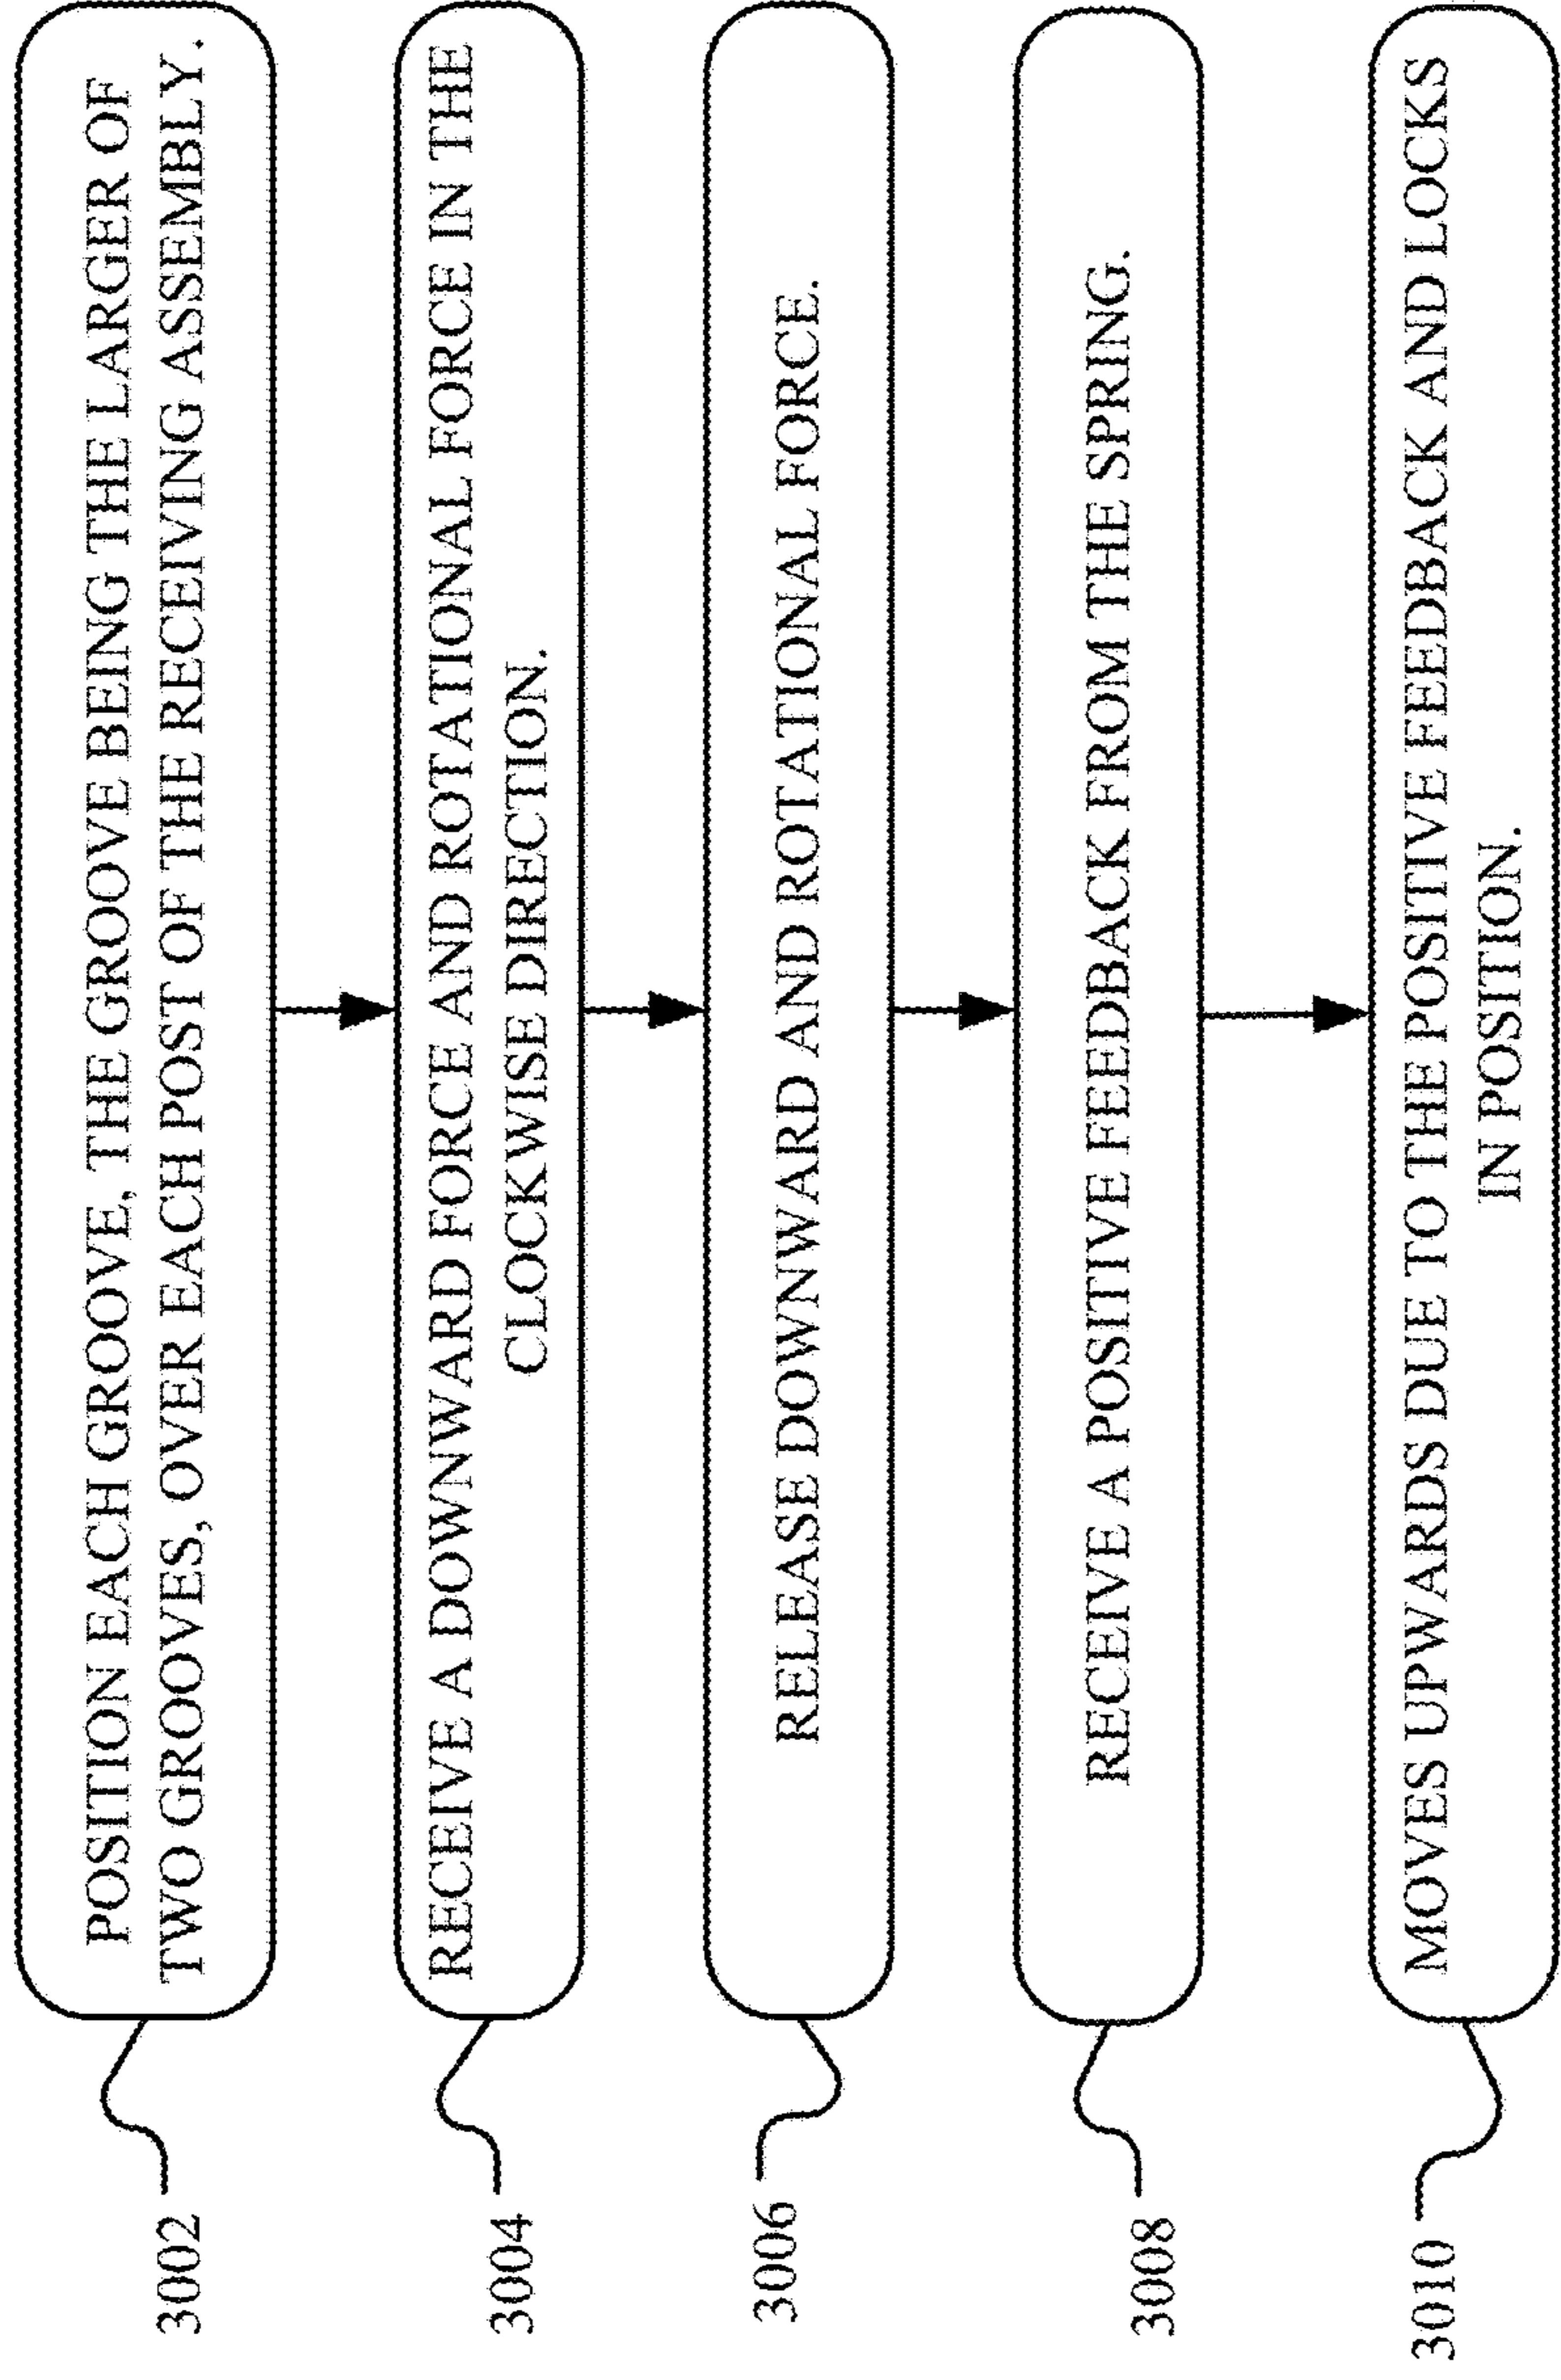 3002
POSITION EACH GROOVE, THE GROOVE BEING THE LARGER OF
TWO GROOVES, OVER EACH POST OF THE RECEIVING ASSEMBLY.
3004
RECEIVE A DOWNWARD FORCE AND ROTATIONAL FORCE IN THE
CLOCKWISE DIRECTION.
3006
RELEASE DOWNWARD AND ROTATIONAL FORCE.
3008
RECEIVE A POSITIVE FEEDBACK FROM THE SPRING.
3010
MOVES UPWARDS DUE TO THE POSITIVE FEEDBACK AND LOCKS
IN POSITION.